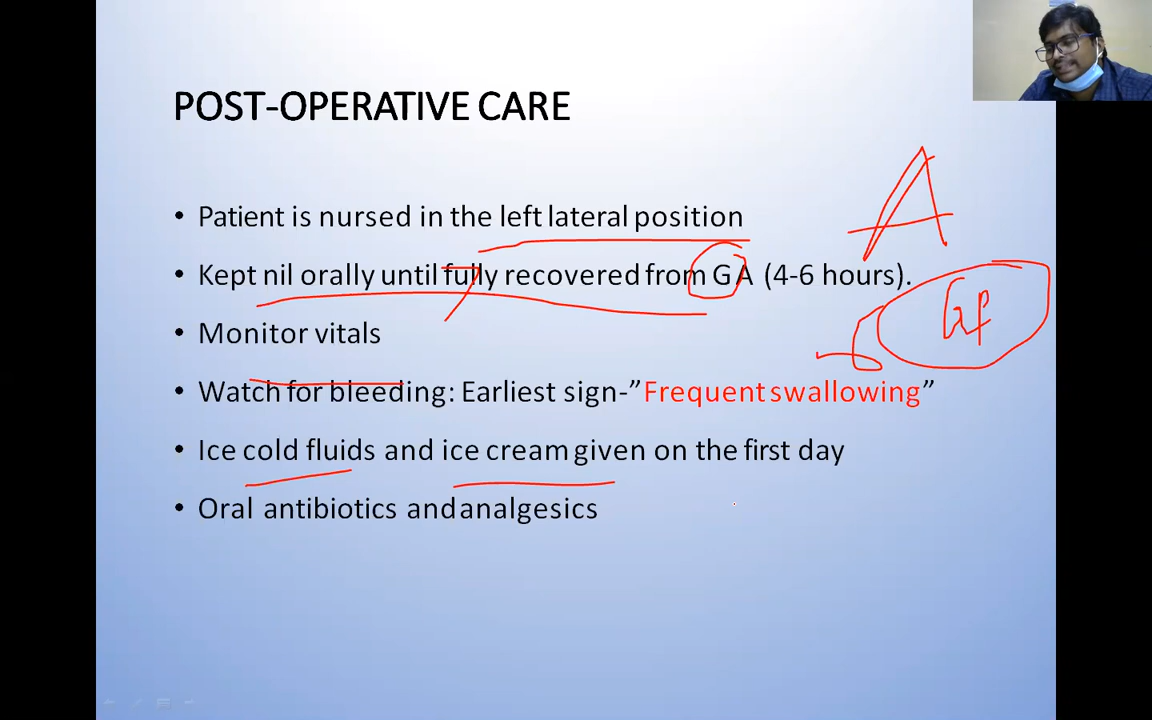 POST-OPERATIVE CARE
• Patient is nursed in the left lateral position
• Kept nil orally until fully recovered from GA (4-6 hours).
• Monitor vitals
• Watch for bleeding: Earliest sign-”Frequent swallowing”
• Ice cold fluids and ice cream given on the first day
• Oral antibiotics and analgesics
A